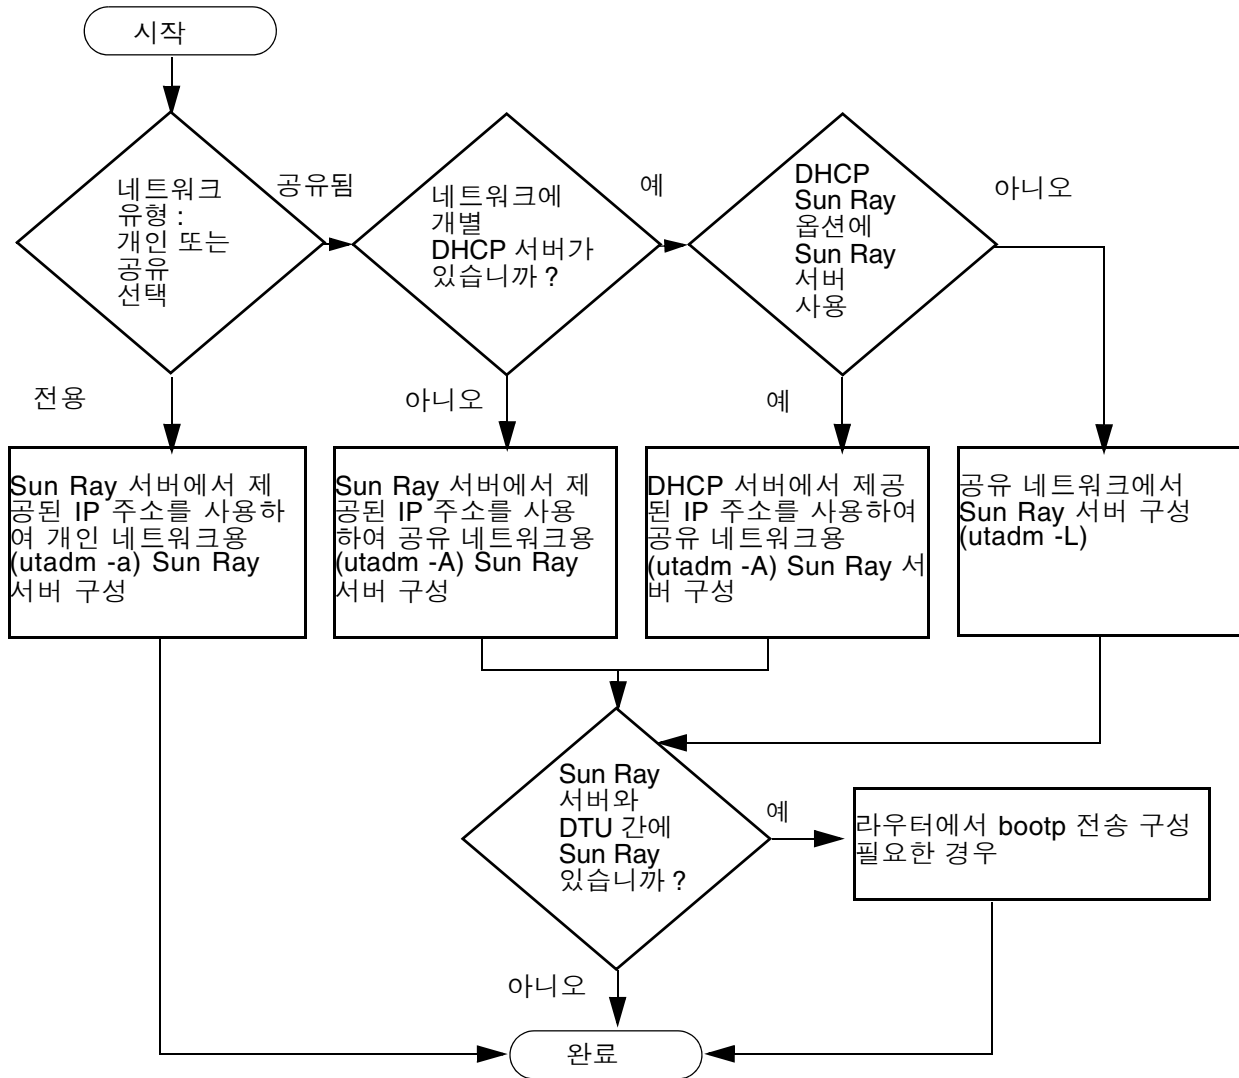 시작
네트워크
유형 :
개인 또는
공유
선택
공유됨
네트워크에
개별
DHCP 서버가
있습니까 ?
예
DHCP
Sun Ray
옵션에
Sun Ray
서버
사용
아니오
전용
아니오
예
Sun Ray 서버에서 제
공된 IP 주소를 사용하
여 개인 네트워크용
(utadm -a) Sun Ray
서버 구성
Sun Ray 서버에서 제
공된 IP 주소를 사용
하여 공유 네트워크용
(utadm -A) Sun Ray
서버 구성
DHCP 서버에서 제공
된 IP 주소를 사용하여
공유 네트워크용
(utadm -A) Sun Ray 서
버 구성
공유 네트워크에서
Sun Ray 서버 구성
(utadm -L)
Sun Ray
서버와
DTU 간에
Sun Ray
있습니까 ?
예
라우터에서 bootp 전송 구성
필요한 경우
아니오
완료